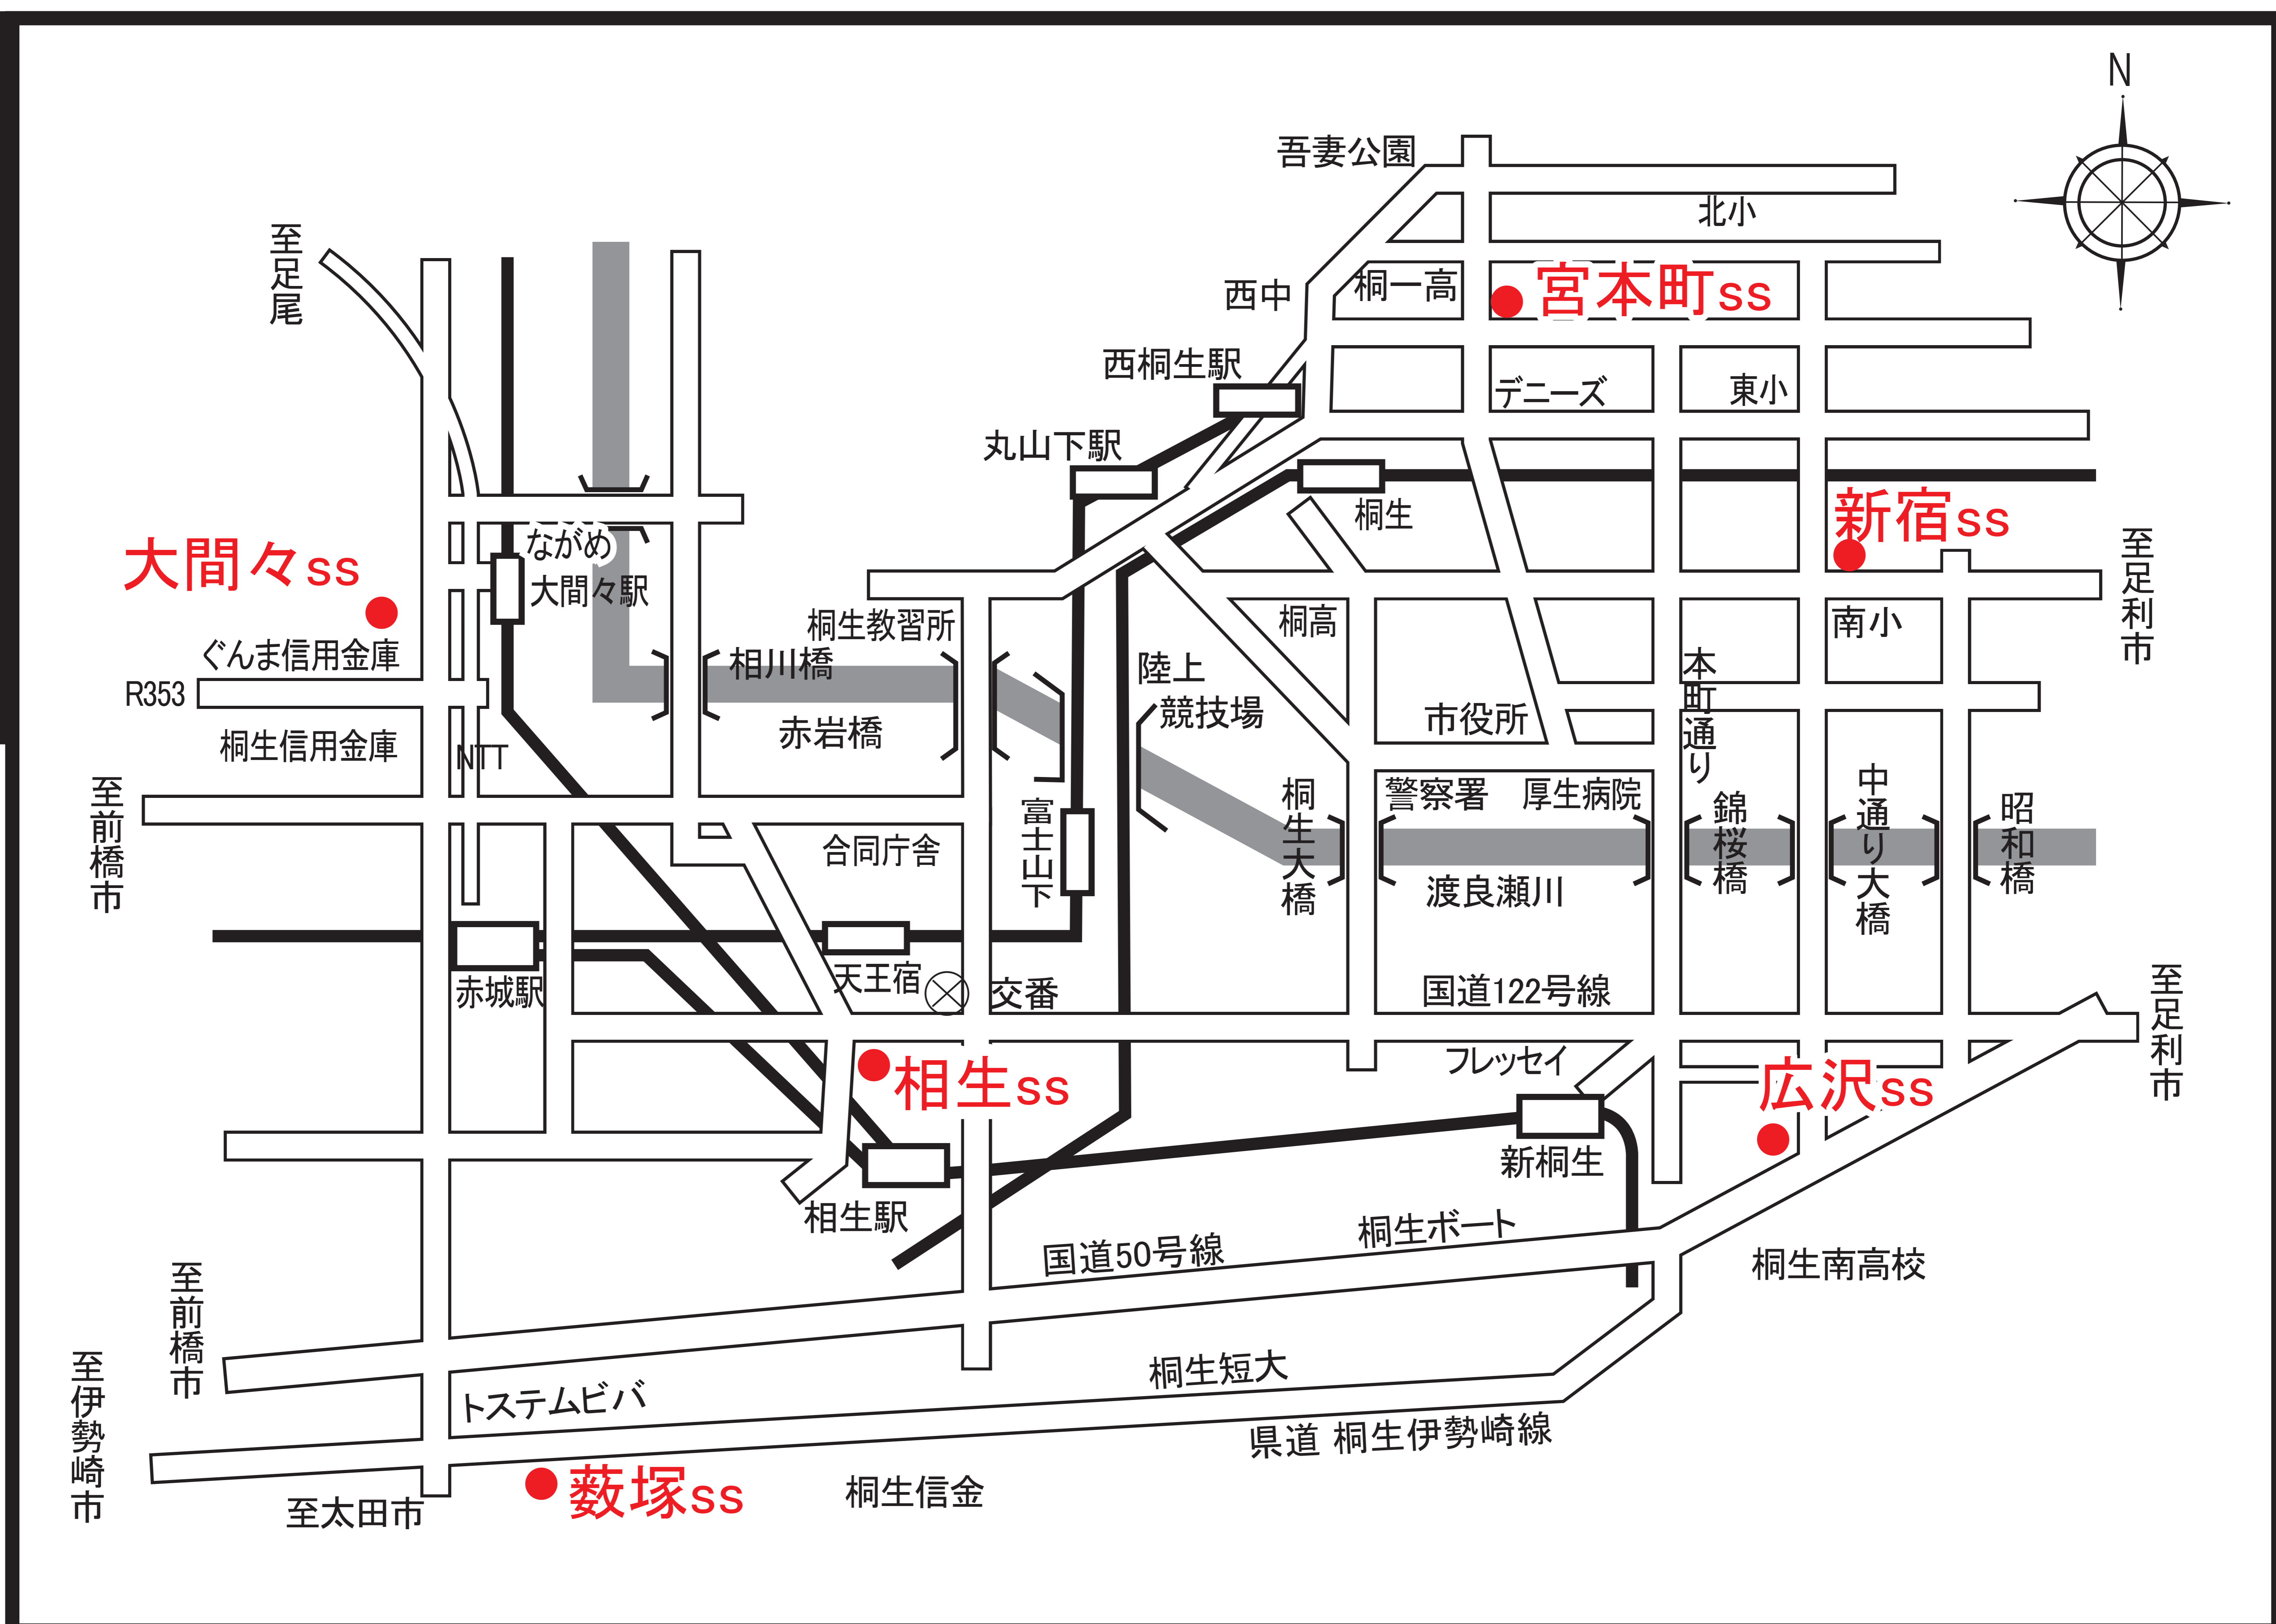 N
吾妻公園
北小
至足尾
西中
桐一高
宮本町ss
西桐生駅
デニーズ
東小
丸山下駅
桐生
新宿ss
至足利市
大間々ss
ながめ
大間々駅
ぐんま信用金庫
桐生教習所
桐高
南小
相川橋
陸上
競技場
R353
本町通り
赤岩橋
市役所
桐生信用金庫
NTT
至前橋市
富士山下
桐生大橋
警察署
厚生病院
錦桜橋
中通り大橋
昭和橋
合同庁舎
渡良瀬川
赤城駅
天王宿
交番
国道122号線
至足利市
フレッセイ
相生ss
広沢ss
新桐生
相生駅
桐生ボート
国道50号線
桐生南高校
至前橋市
至伊勢崎市
トステムビバ
桐生短大
県道 桐生伊勢崎線
薮塚ss
桐生信金
至太田市